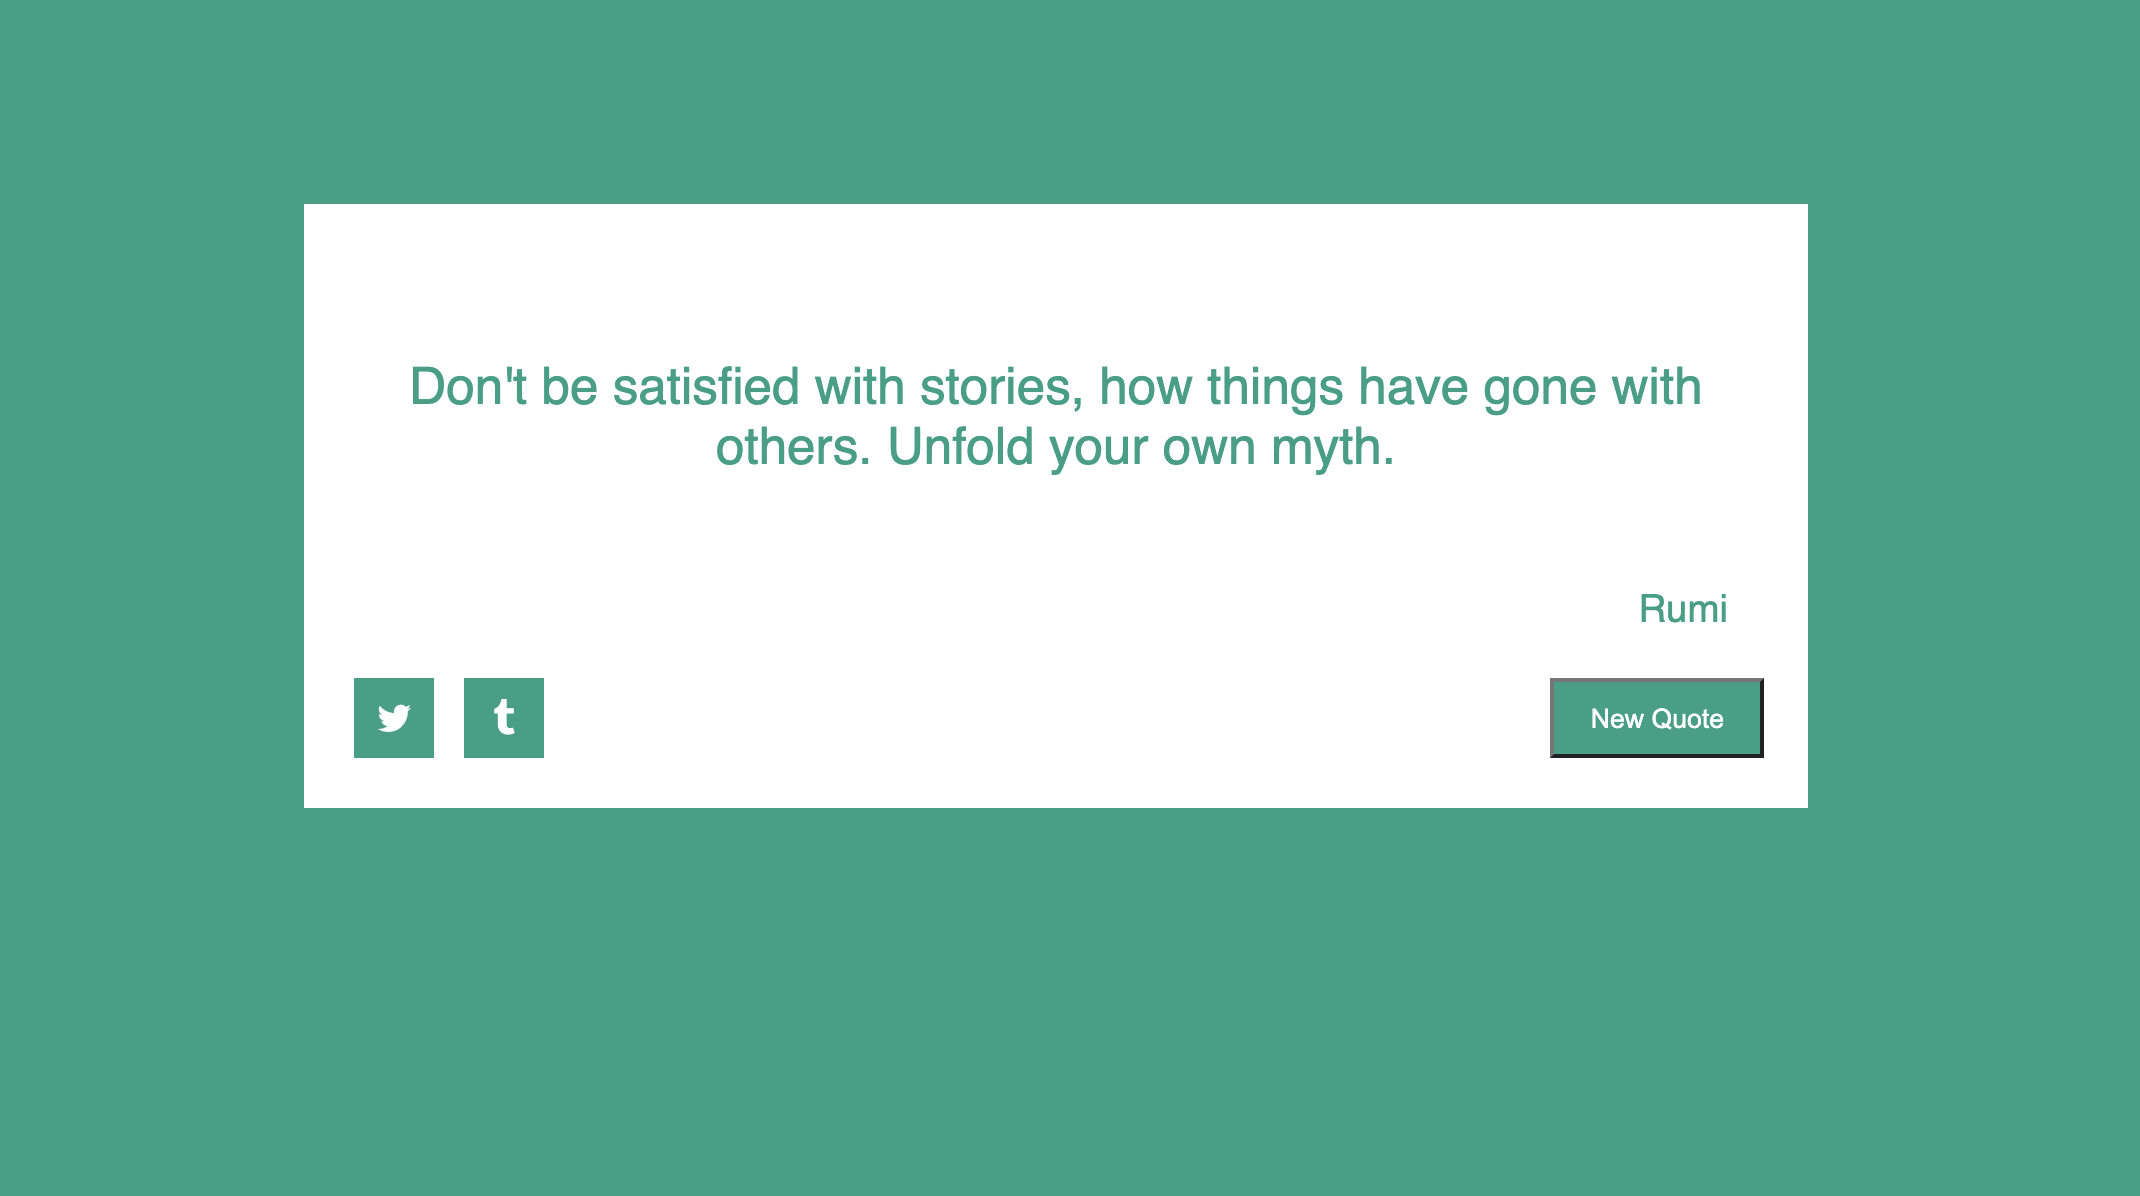 Don't be satisfied with stories, how things have gone with
others. Unfold your own myth.
Rumi
t
New Quote